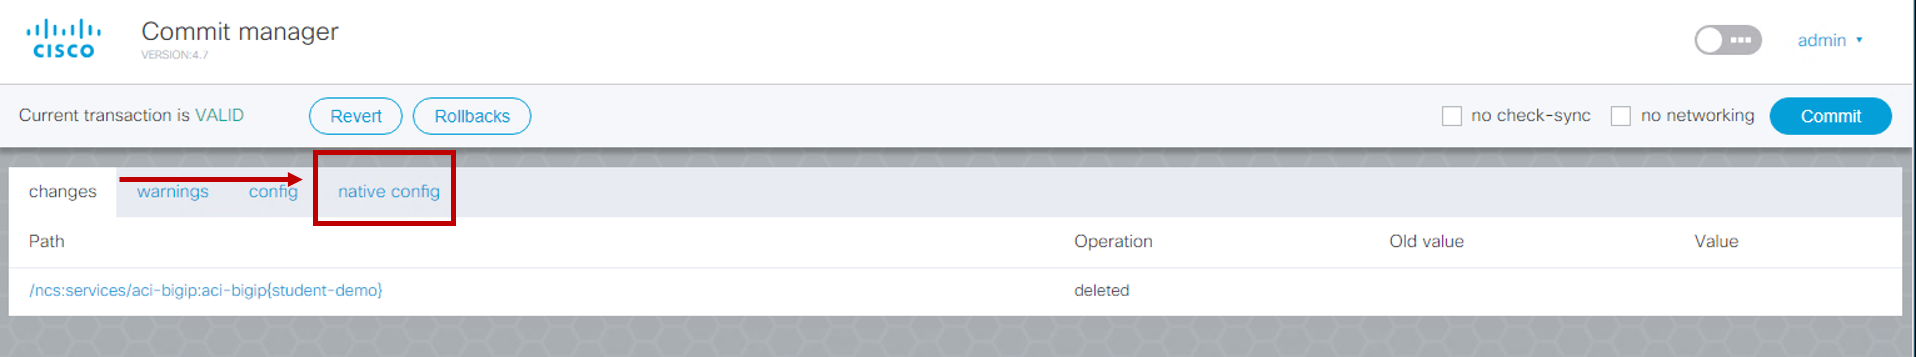 CISCO
Commit manager
VERSION:4.7
admin
Current transaction is VALID
Revert
Rollbacks
no check-sync
no networking
Commit
changes
warnings
config
native config
Path
Operation
Old value
Value
/ncs:services/aci-bigip:aci-bigip{student-demo}
deleted